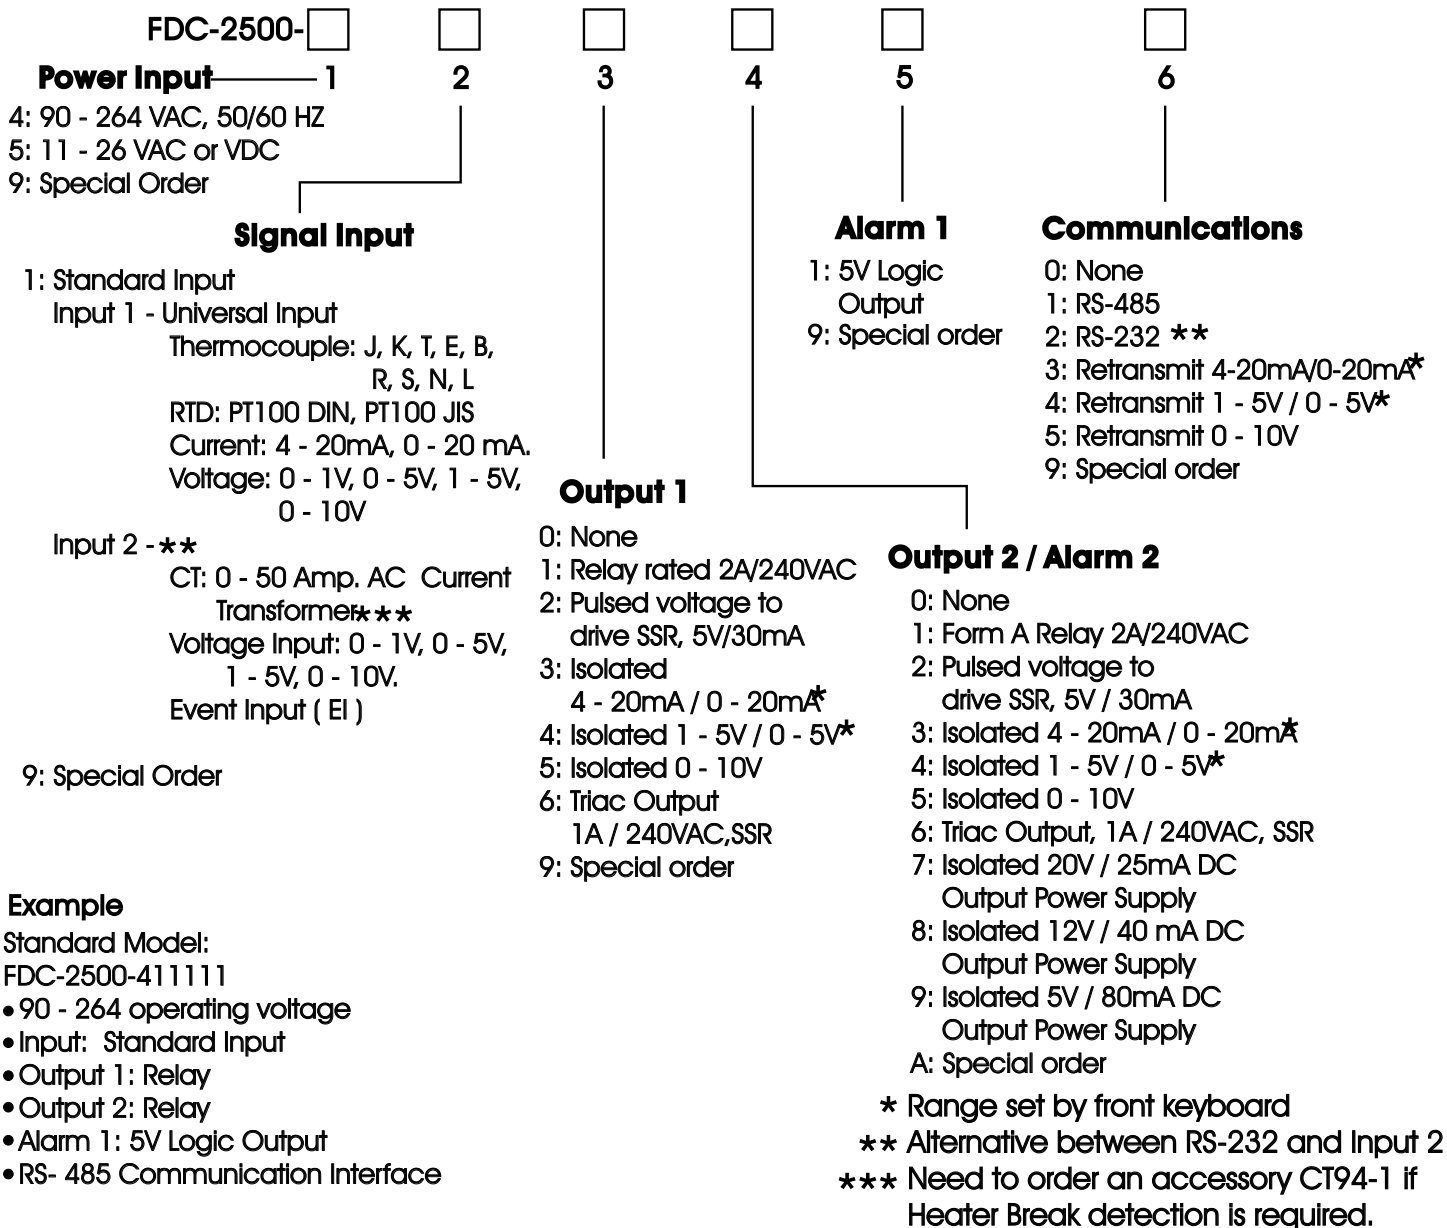 FDC-2500-
Power Input
1 2 3 4 5 6
4: 90 - 264 VAC, 50/60 HZ
5: 11 - 26 VAC or VDC
9: Special Order
Signal Input
1: Standard Input
Input 1 - Universal Input
Thermocouple: J, K, T, E, B,
R, S, N, L
RTD: PT100 DIN, PT100 JIS
Current: 4 - 20mA, 0 - 20 mA.
Voltage: 0 - 1V, 0 - 5V, 1 - 5V,
0 - 10V
Input 2 - **
CT: 0 - 50 Amp. AC Current
Transformer***
Voltage Input: 0 - 1V, 0 - 5V,
1 - 5V, 0 - 10V.
Event Input ( EI )
9: Special Order
Output 1
0: None
1: Relay rated 2A/240VAC
2: Pulsed voltage to
drive SSR, 5V/30mA
3: Isolated
4 - 20mA / 0 - 20mA*
4: Isolated 1 - 5V / 0 - 5V*
5: Isolated 0 - 10V
6: Triac Output
1A / 240VAC,SSR
9: Special order
Alarm 1
1: 5V Logic
Output
9: Special order
Communications
0: None
1: RS-485
2: RS-232 **
3: Retransmit 4-20mA/0-20mA*
4: Retransmit 1 - 5V / 0 - 5V*
5: Retransmit 0 - 10V
9: Special order
Output 2 / Alarm 2
0: None
1: Form A Relay 2A/240VAC
2: Pulsed voltage to
drive SSR, 5V / 30mA
3: Isolated 4 - 20mA / 0 - 20mA*
4: Isolated 1 - 5V / 0 - 5V*
5: Isolated 0 - 10V
6: Triac Output, 1A / 240VAC, SSR
7: Isolated 20V / 25mA DC
Output Power Supply
8: Isolated 12V / 40 mA DC
Output Power Supply
9: Isolated 5V / 80mA DC
Output Power Supply
A: Special order
* Range set by front keyboard
** Alternative between RS-232 and Input 2
*** Need to order an accessory CT94-1 if
Heater Break detection is required.
Example
Standard Model:
FDC-2500-411111
• 90 - 264 operating voltage
• Input: Standard Input
• Output 1: Relay
• Output 2: Relay
• Alarm 1: 5V Logic Output
• RS- 485 Communication Interface